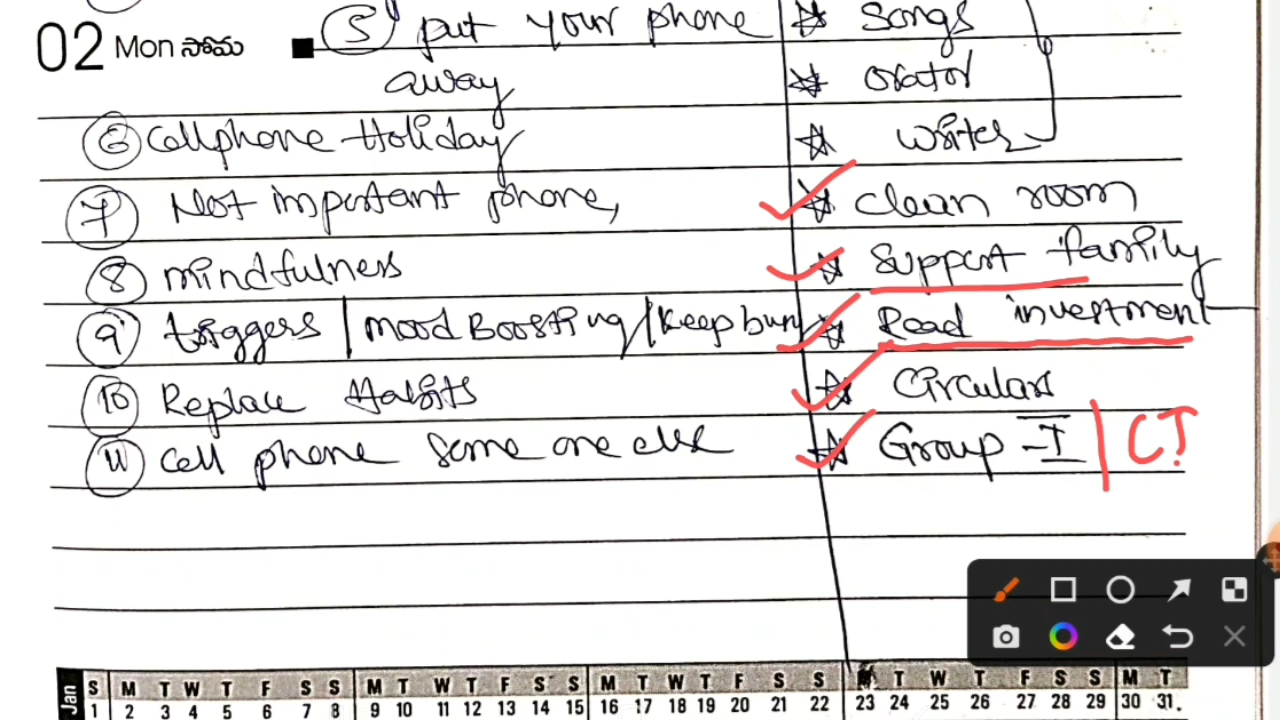 5 put your phone
02 Mon సోమ
away
6 Cellphone Holiday
7 Not important phone,
8 mindfulness
9 triggers | Mood Boosting / Keep busy
10 Replace Habits
11 Cell phone some one else
Songs
orator
Writer
clean room
Support family
Read investment
Circulars
Group - I | CI
Jan
S M T W T F S S M T W T F S S M T W T F S S M T W T F S S M T
1 2 3 4 5 6 7 8 9 10 11 12 13 14 15 16 17 18 19 20 21 22 23 24 25 26 27 28 29 30 31.